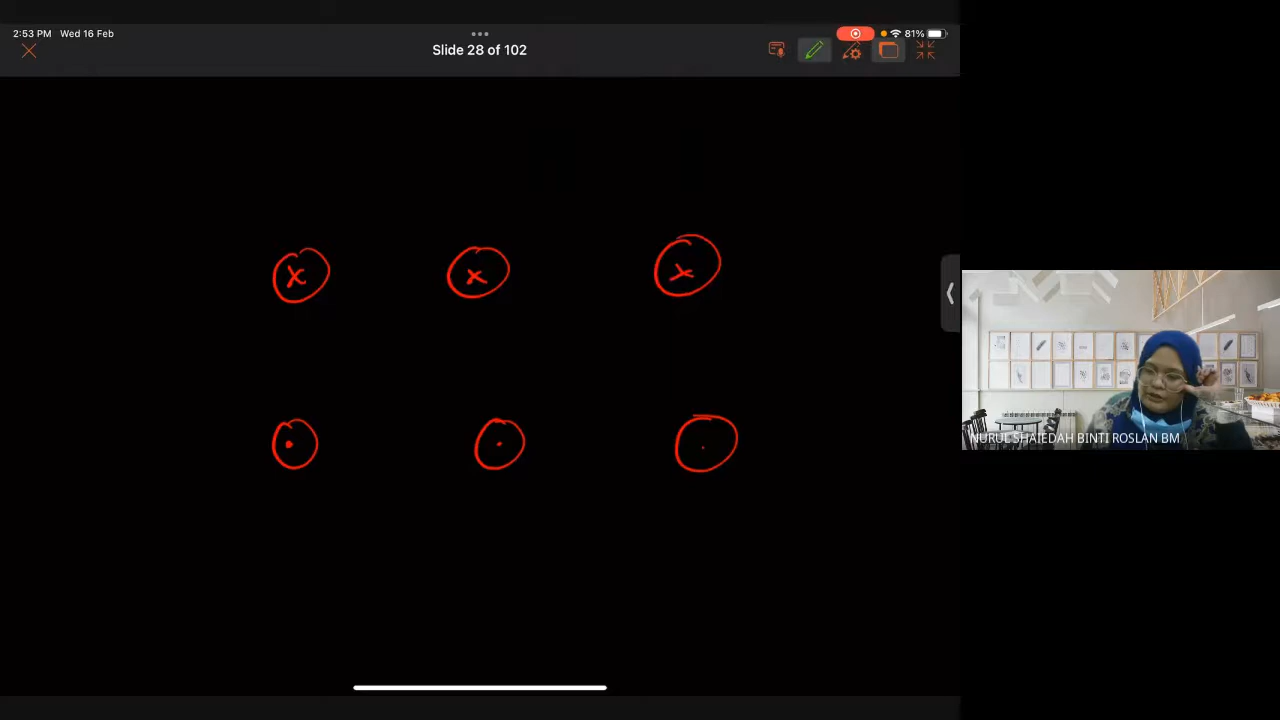 2:53 PM Wed 16 Feb
81%
Slide 28 of 102
x x x
NURUL SHAIEDAH BINTI ROSLAN BM